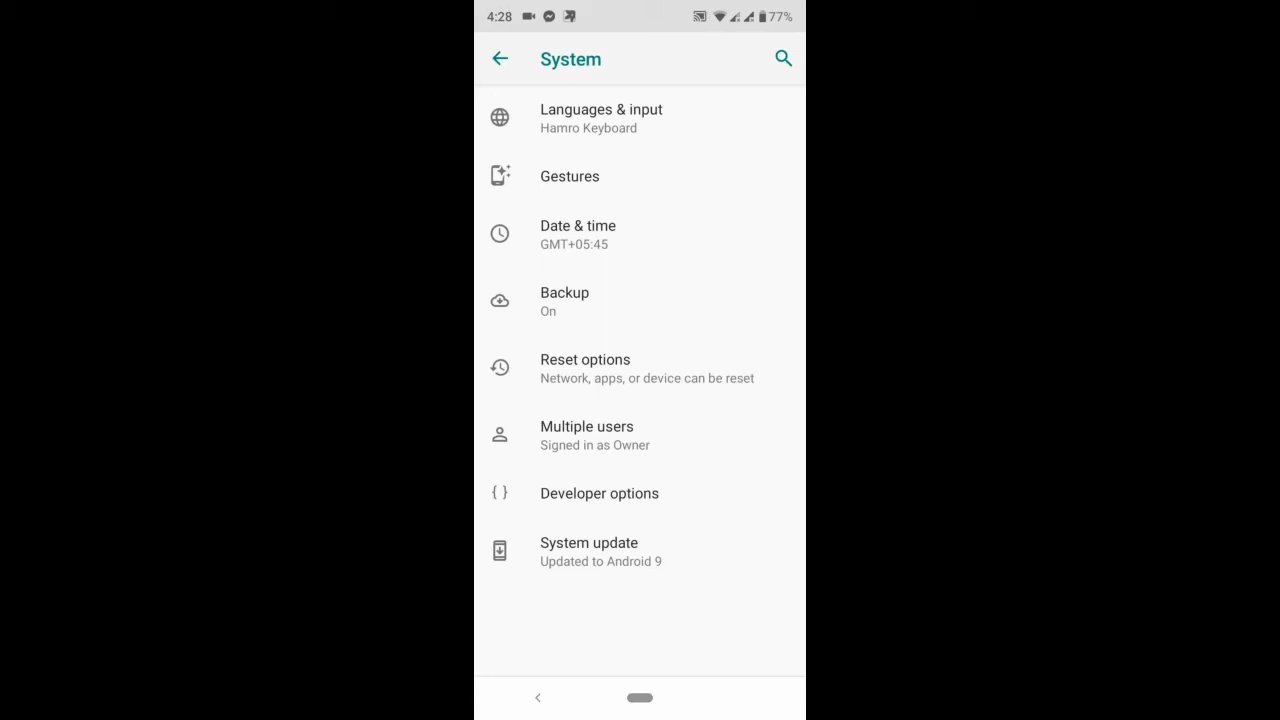 4:28 77%
System
Languages & input
Hamro Keyboard
Gestures
Date & time
GMT+05:45
Backup
On
Reset options
Network, apps, or device can be reset
Multiple users
Signed in as Owner
{ } Developer options
System update
Updated to Android 9